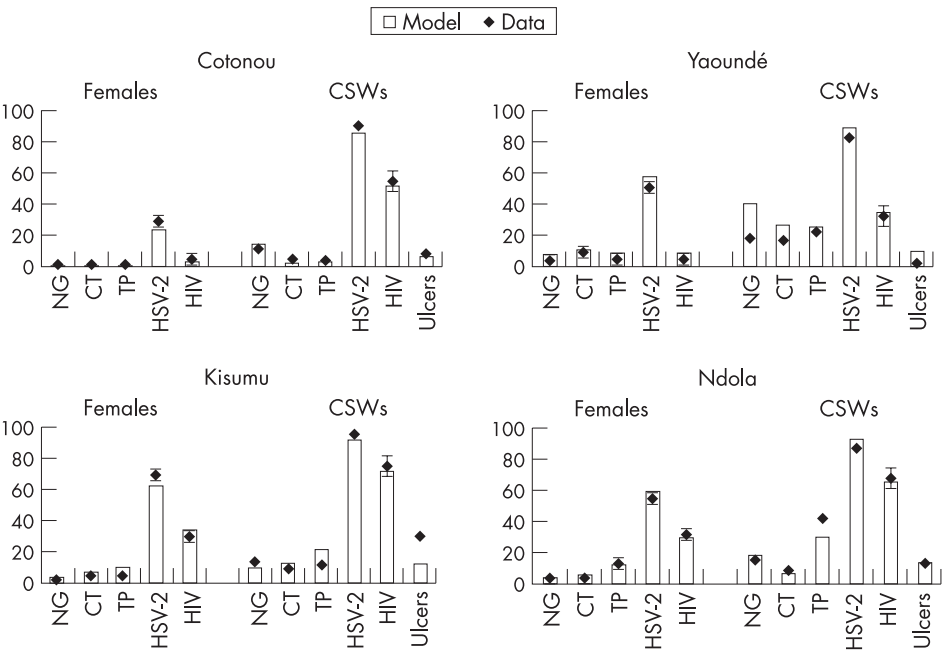 Model Data
Cotonou
Females CSWs
100
80
60
40
20
0
NG CT TP HSV-2 HIV NG CT TP HSV-2 HIV Ulcers
Yaoundé
Females CSWs
100
80
60
40
20
0
NG CT TP HSV-2 HIV NG CT TP HSV-2 HIV Ulcers
Kisumu
Females CSWs
100
80
60
40
20
0
NG CT TP HSV-2 HIV NG CT TP HSV-2 HIV Ulcers
Ndola
Females CSWs
100
80
60
40
20
0
NG CT TP HSV-2 HIV NG CT TP HSV-2 HIV Ulcers